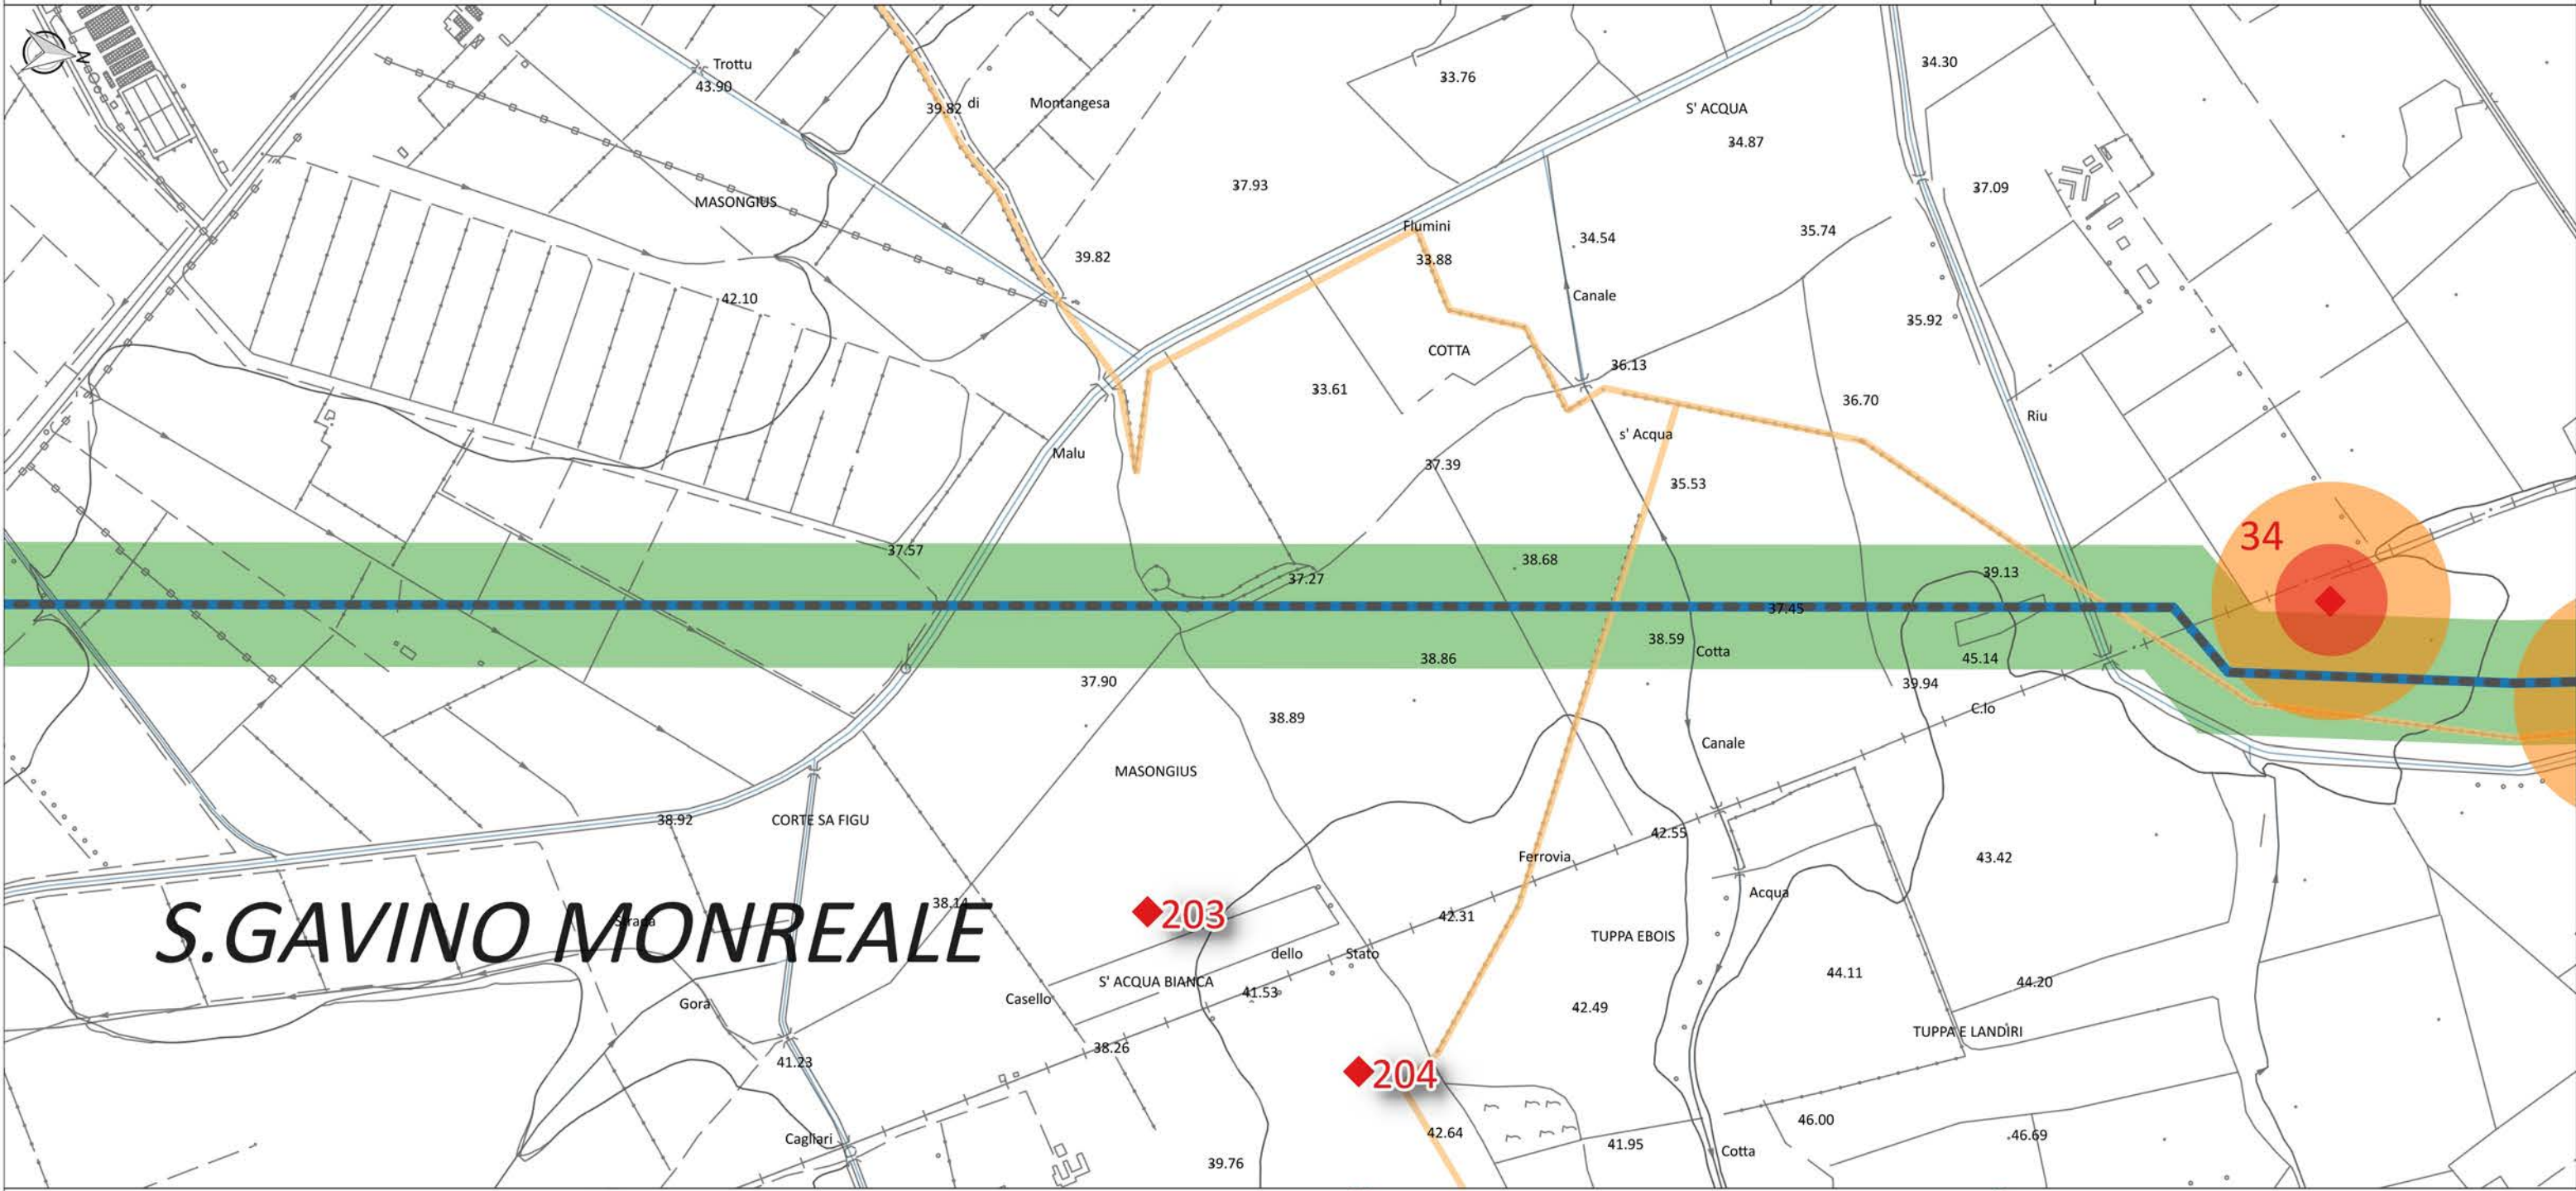 N
Trottu
43.90
39.82
di
Montangesa
33.76
S' ACQUA
34.30
34.87
37.93
37.09
MASONGIUS
Flumini
34.54
35.74
39.82
33.88
42.10
Canale
35.92
COTTA
36.13
33.61
36.70
Riu
s' Acqua
Malu
37.39
35.53
34
37.57
38.68
37.27
39.13
37.45
38.59
Cotta
38.86
45.14
37.90
39.94
38.89
C.lo
Canale
MASONGIUS
38.92
CORTE SA FIGU
42.55
Ferrovia
43.42
Acqua
38.14
203
42.31
S.GAVINO MONREALE
TUPPA EBOIS
dello
Stato
44.11
S' ACQUA BIANCA
44.20
41.53
Casello
Gora
42.49
TUPPA E LANDIRI
38.26
41.23
204
46.00
42.64
46.69
Cagliari
41.95
Cotta
39.76